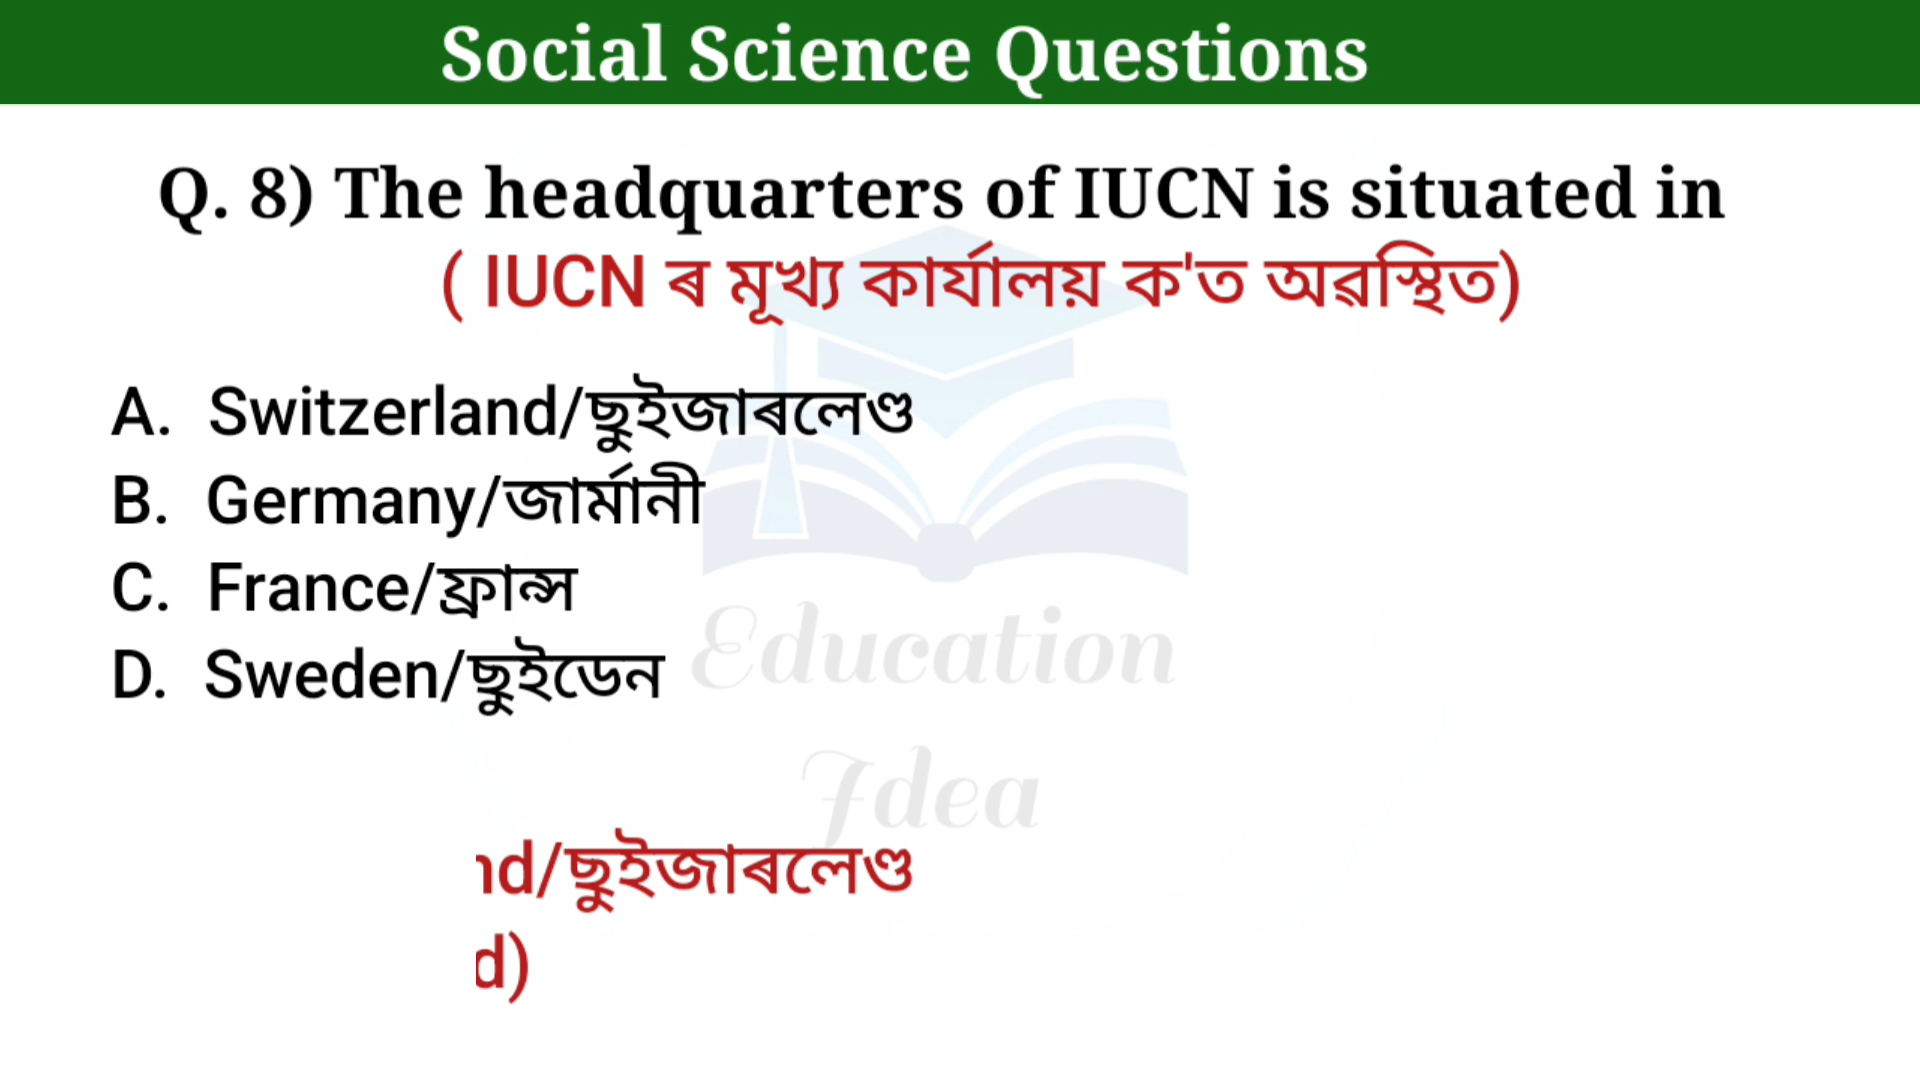 Social Science Questions
Q. 8) The headquarters of IUCN is situated in
( IUCN ৰ মূখ্য কাৰ্যালয় ক'ত অৱস্থিত)
A. Switzerland/ছুইজাৰলেণ্ড
B. Germany/জাৰ্মানী
C. France/ফ্ৰান্স
D. Sweden/ছুইডেন
Education
Idea
nd/ছুইজাৰলেণ্ড
d)